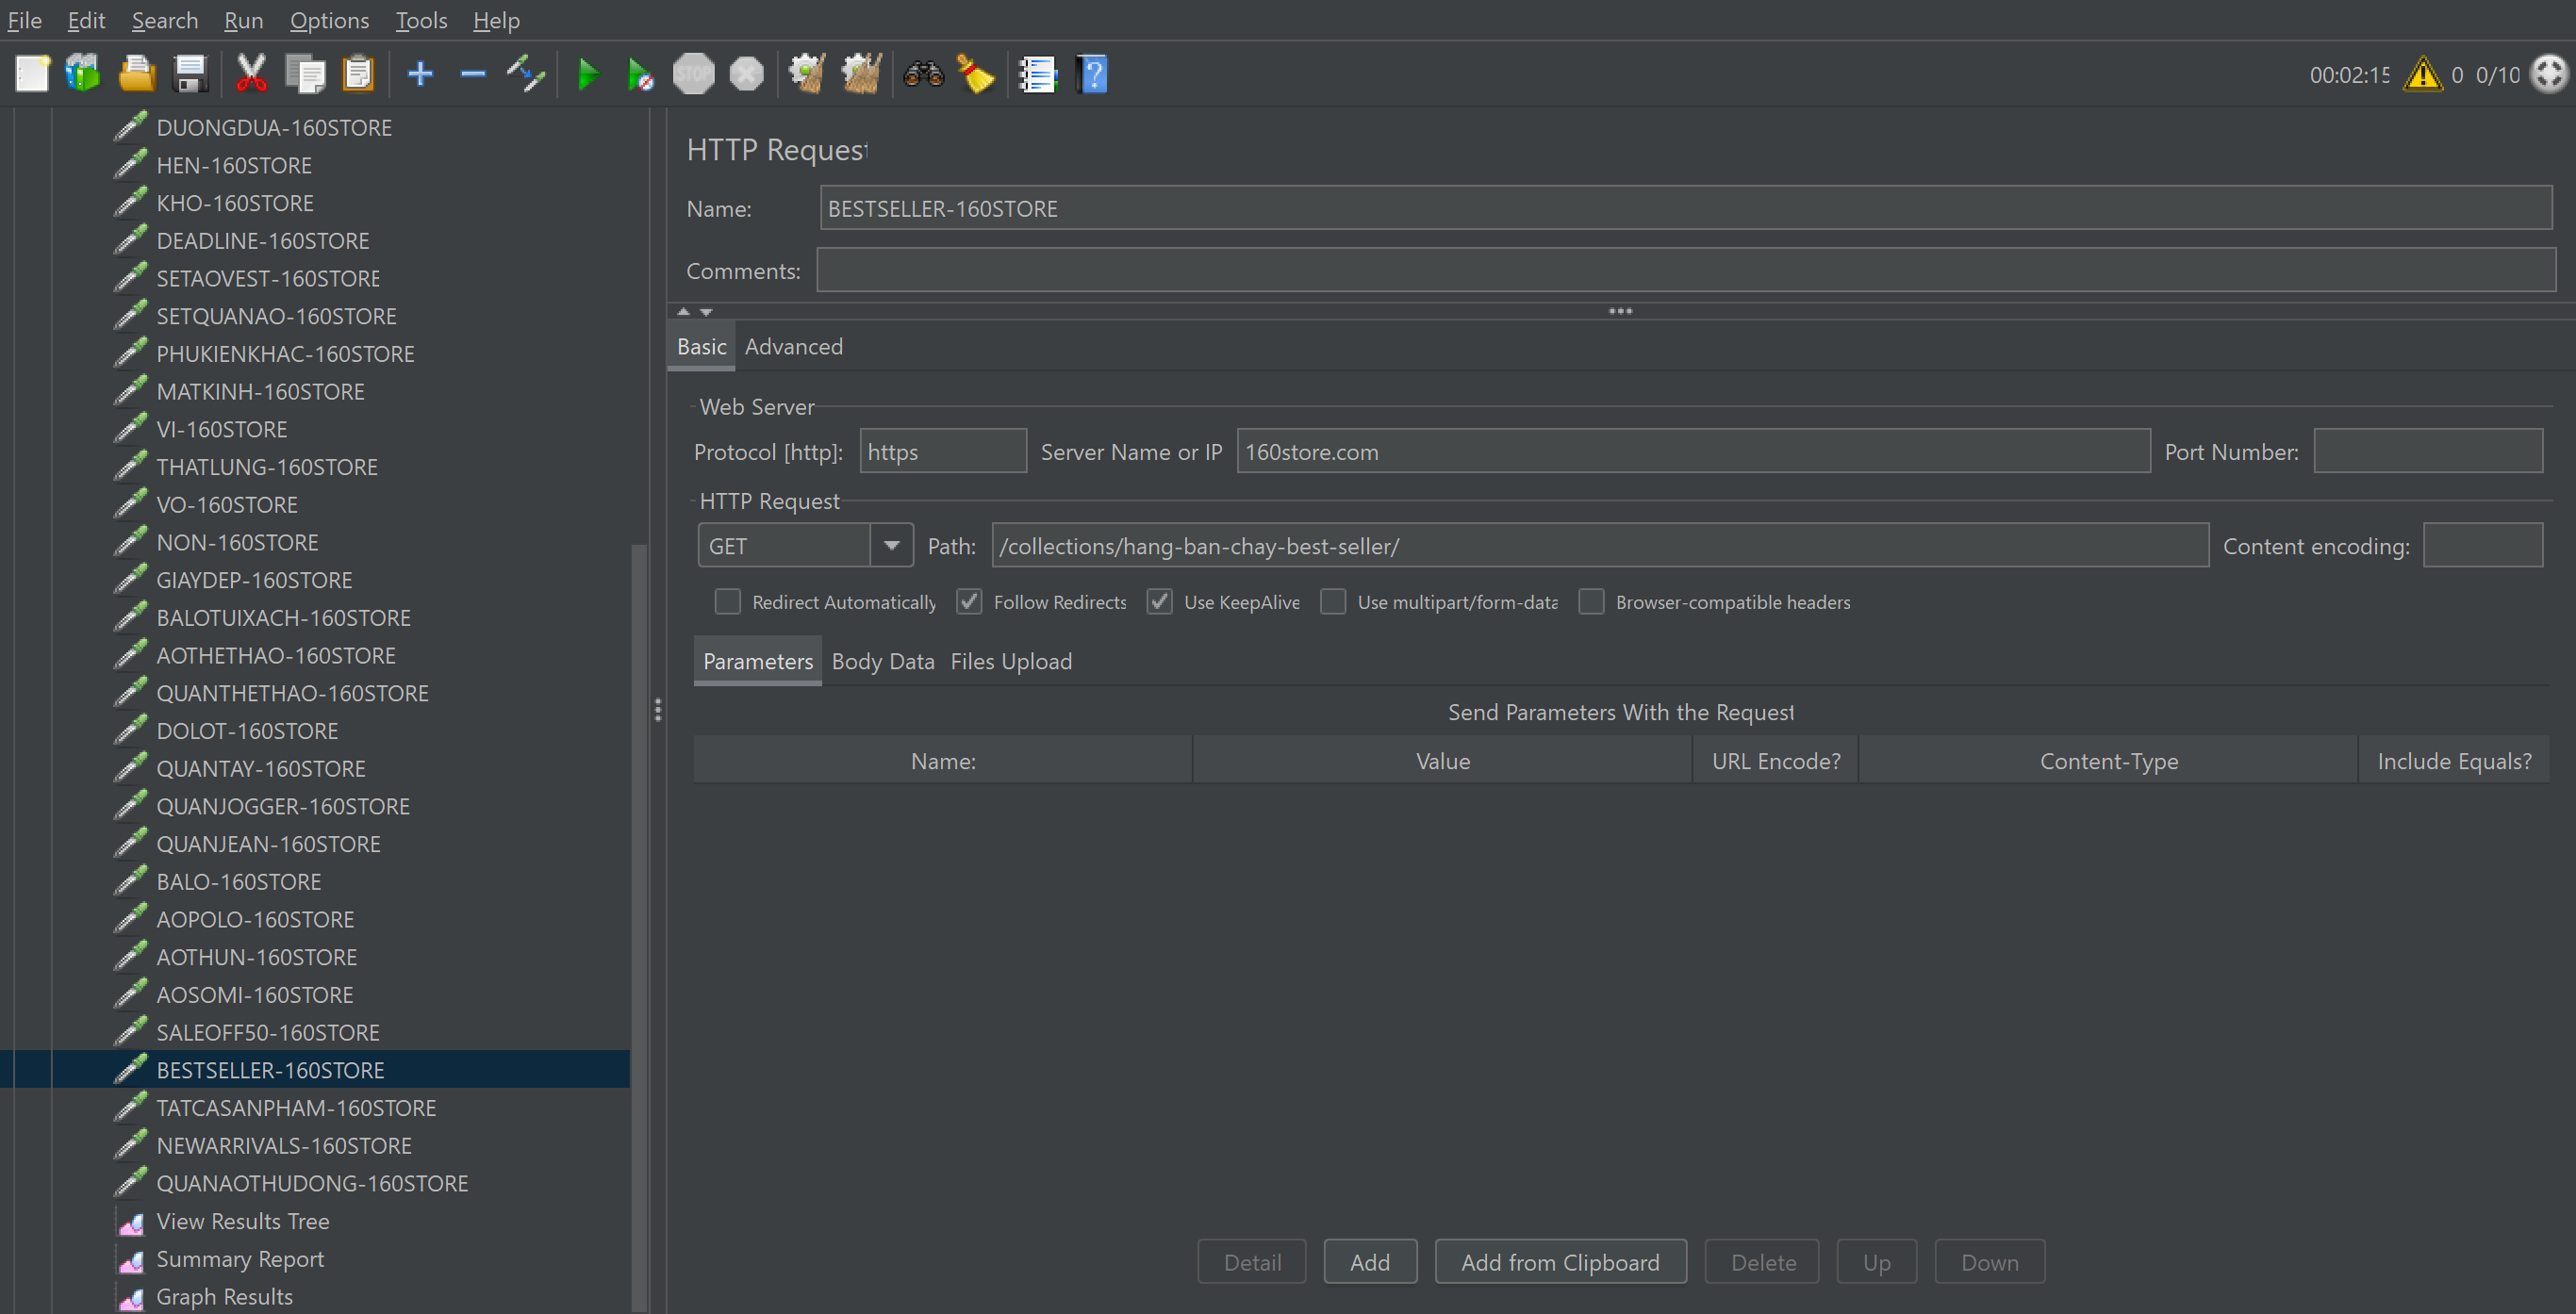 File Edit Search Run Options Tools Help
00:02:15 0 0/10
DUONGDUA-160STORE
HEN-160STORE
KHO-160STORE
DEADLINE-160STORE
SETAOVEST-160STORE
SETQUANAO-160STORE
PHUKIENKHAC-160STORE
MATKINH-160STORE
VI-160STORE
THATLUNG-160STORE
VO-160STORE
NON-160STORE
GIAYDEP-160STORE
BALOTUIXACH-160STORE
AOTHETHAO-160STORE
QUANTHETHAO-160STORE
DOLOT-160STORE
QUANTAY-160STORE
QUANJOGGER-160STORE
QUANJEAN-160STORE
BALO-160STORE
AOPOLO-160STORE
AOTHUN-160STORE
AOSOMI-160STORE
SALEOFF50-160STORE
BESTSELLER-160STORE
TATCASANPHAM-160STORE
NEWARRIVALS-160STORE
QUANAOTHUDONG-160STORE
View Results Tree
Summary Report
Graph Results
HTTP Request
Name: BESTSELLER-160STORE
Comments:
Basic Advanced
Web Server
Protocol [http]: https Server Name or IP 160store.com Port Number:
HTTP Request
GET Path: /collections/hang-ban-chay-best-seller/ Content encoding:
Redirect Automatically Follow Redirects Use KeepAlive Use multipart/form-data Browser-compatible headers
Parameters Body Data Files Upload
Send Parameters With the Request
Name: Value URL Encode? Content-Type Include Equals?
Detail Add Add from Clipboard Delete Up Down